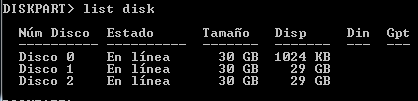 DISKPART> list disk
Núm Disco  Estado      Tamaño   Disp     Din  Gpt
---------- ---------- ------- ------- --- ---
Disco 0    En línea      30 GB  1024 KB
Disco 1    En línea      30 GB    29 GB
Disco 2    En línea      30 GB    29 GB